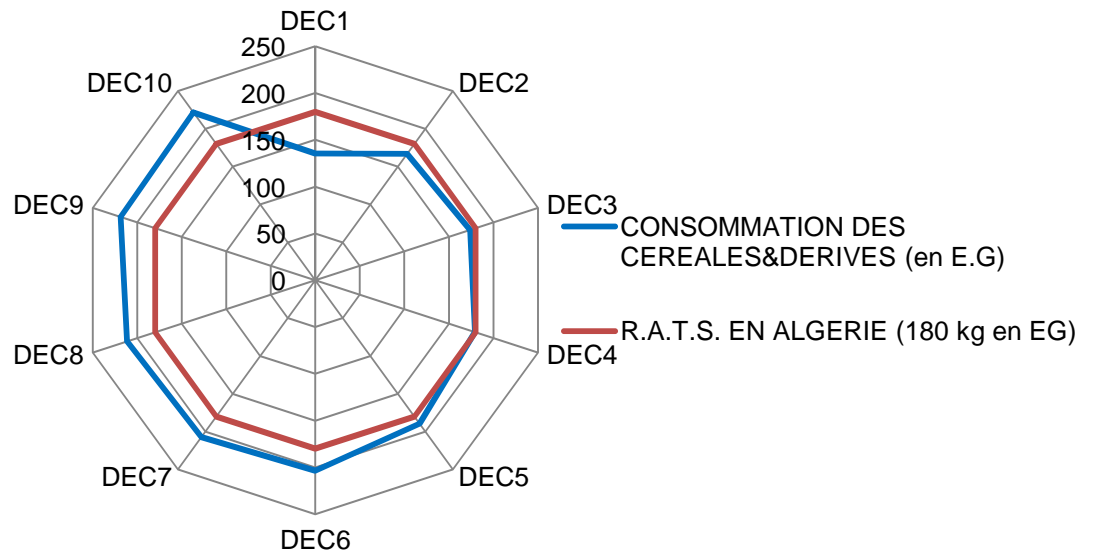 DEC1
250
DEC10
DEC2
200
150
100
DEC9
DEC3
50
CONSOMMATION DES
CEREALES&DERIVES (en E.G)
0
R.A.T.S. EN ALGERIE (180 kg en EG)
DEC8
DEC4
DEC7
DEC5
DEC6